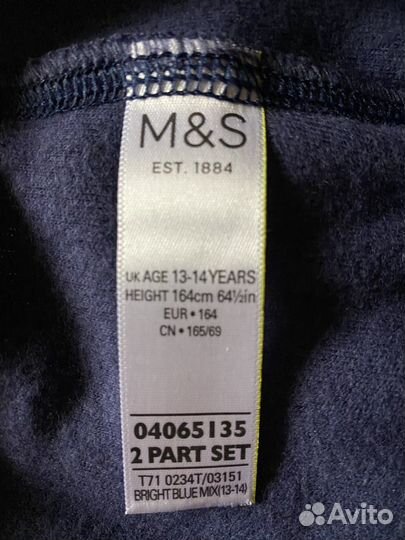 M&S
EST. 1884
UK AGE 13-14 YEARS
HEIGHT 164cm 64½in
EUR • 164
CN • 165/69
04065135
2 PART SET
T71 0234T/03151
BRIGHT BLUE MIX(13-14)
Avito